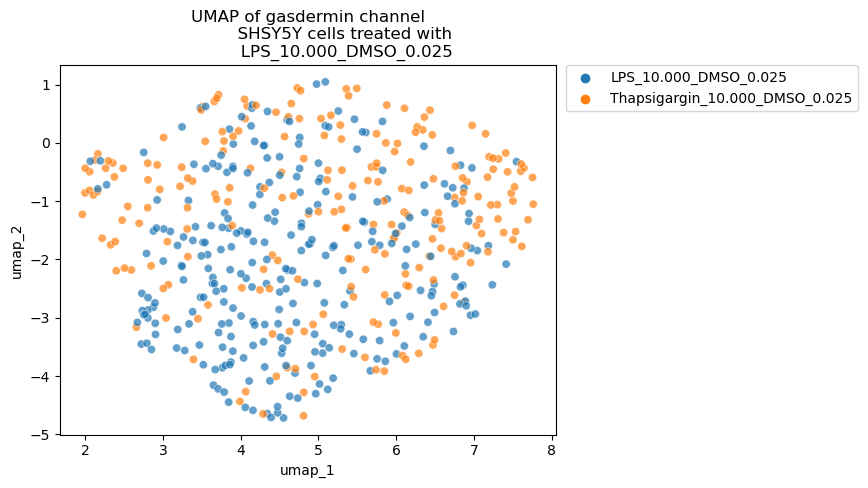 UMAP of gasdermin channel
SHSY5Y cells treated with
LPS_10.000_DMSO_0.025
LPS_10.000_DMSO_0.025
Thapsigargin_10.000_DMSO_0.025
umap_2
1
0
−1
−2
−3
−4
−5
2 3 4 5 6 7 8
umap_1